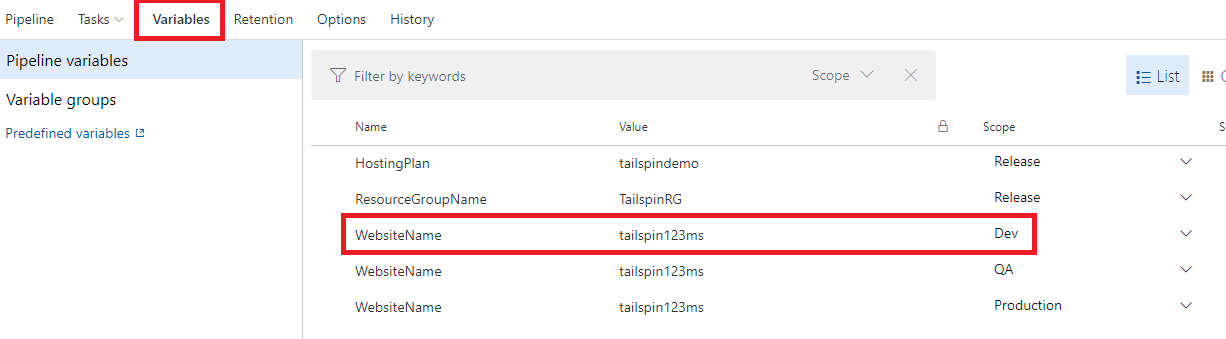 Pipeline Tasks Variables Retention Options History
Pipeline variables
Variable groups
Predefined variables
Filter by keywords Scope
List
Name Value Scope
HostingPlan tailspindemo Release
ResourceGroupName TailspinRG Release
WebsiteName tailspin123ms Dev
WebsiteName tailspin123ms QA
WebsiteName tailspin123ms Production